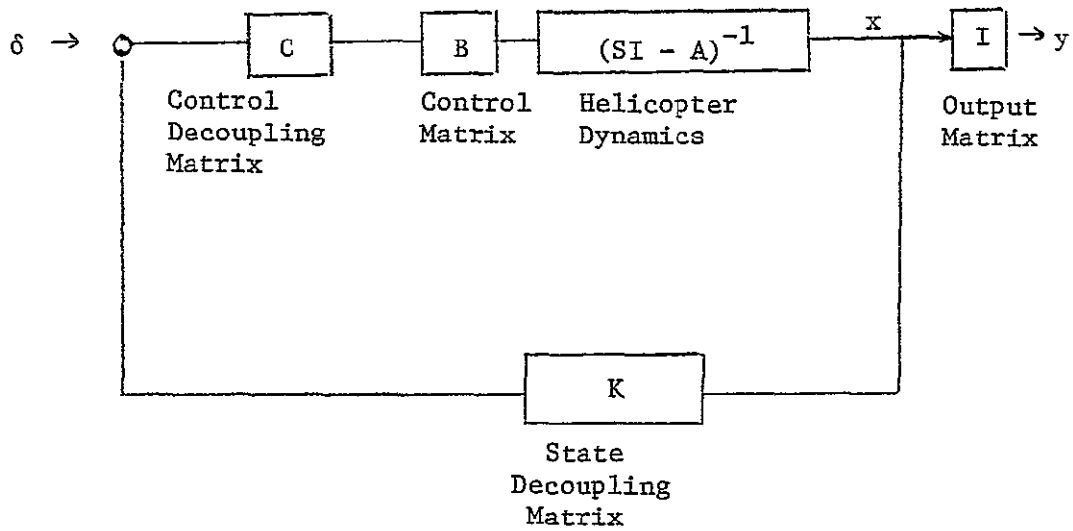 δ →
C
B
(SI - A)^{-1}
x
I
→ y
Control
Decoupling
Matrix
Control
Matrix
Helicopter
Dynamics
Output
Matrix
K
State
Decoupling
Matrix